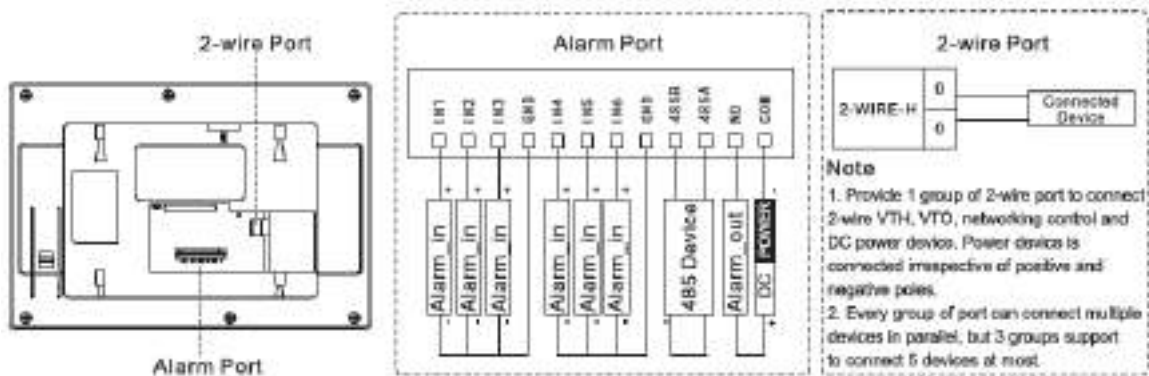 2-wire Port
Alarm Port
Alarm Port
IN1
IN2
IN3
GND
IN4
IN5
IN6
GND
485B
485A
NO
COM
+
+
+
+
+
+
-
Alarm_in
Alarm_in
Alarm_in
Alarm_in
Alarm_in
Alarm_in
485 Device
Alarm_out
DC POWER
-
-
-
-
-
-
+
2-wire Port
2-WIRE-H
0
0
Connected
Device
Note
1. Provide 1 group of 2-wire port to connect
2-wire VTH, VTO, networking control and
DC power device. Power device is
connected irrespective of positive and
negative poles.
2. Every group of port can connect multiple
devices in parallel, but 3 groups support
to connect 5 devices at most.